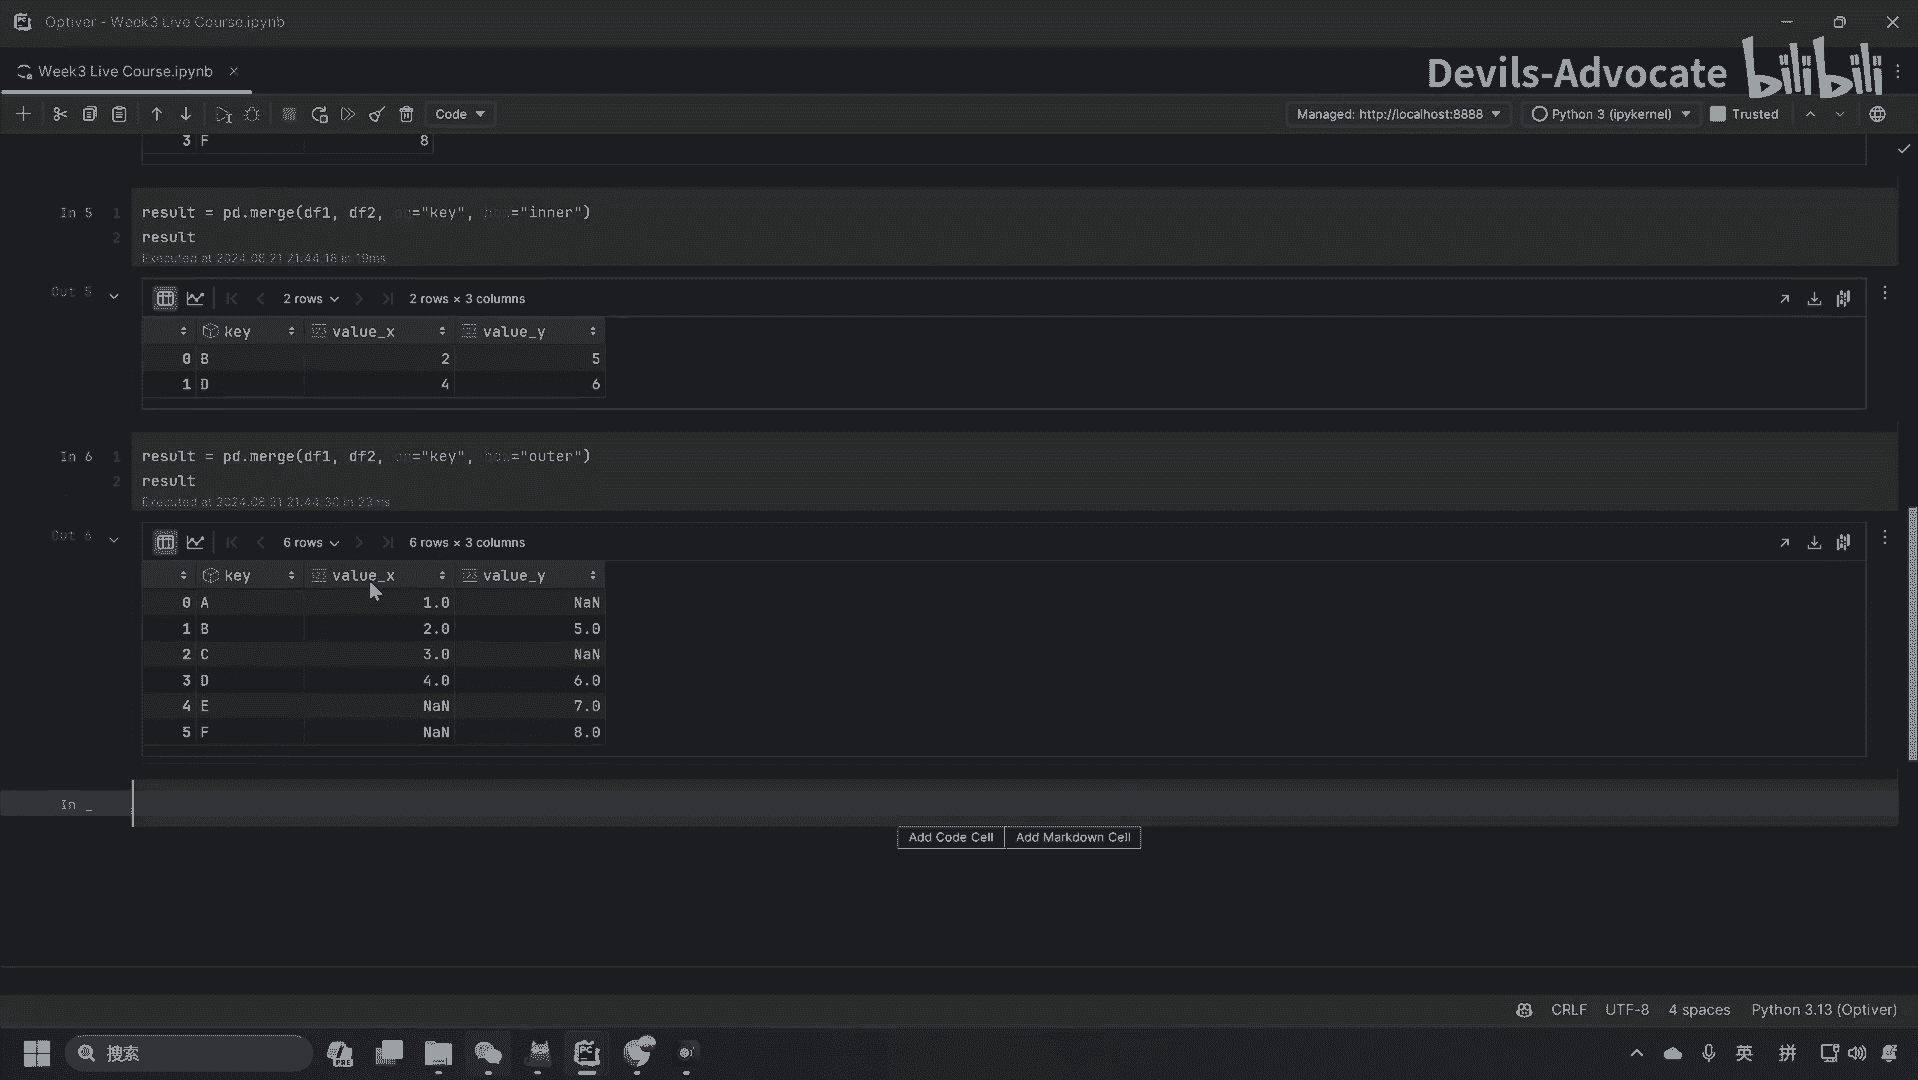 Optiver - Week3 Live Course.ipynb
Week3 Live Course.ipynb
Devils-Advocate bilibili
Code
Managed: http://localhost:8888
Python 3 (ipykernel)
Trusted
3 F 8
In 5
1 result = pd.merge(df1, df2, on="key", how="inner")
2 result
Executed at 2024.06.21 21:44:18 in 19ms
Out 5
2 rows
2 rows × 3 columns
key value_x value_y
0 B 2 5
1 D 4 6
In 6
1 result = pd.merge(df1, df2, on="key", how="outer")
2 result
Executed at 2024.06.21 21:44:30 in 23ms
Out 6
6 rows
6 rows × 3 columns
key value_x value_y
0 A 1.0 NaN
1 B 2.0 5.0
2 C 3.0 NaN
3 D 4.0 6.0
4 E NaN 7.0
5 F NaN 8.0
In _
Add Code Cell
Add Markdown Cell
CRLF
UTF-8
4 spaces
Python 3.13 (Optiver)
搜索
英
拼